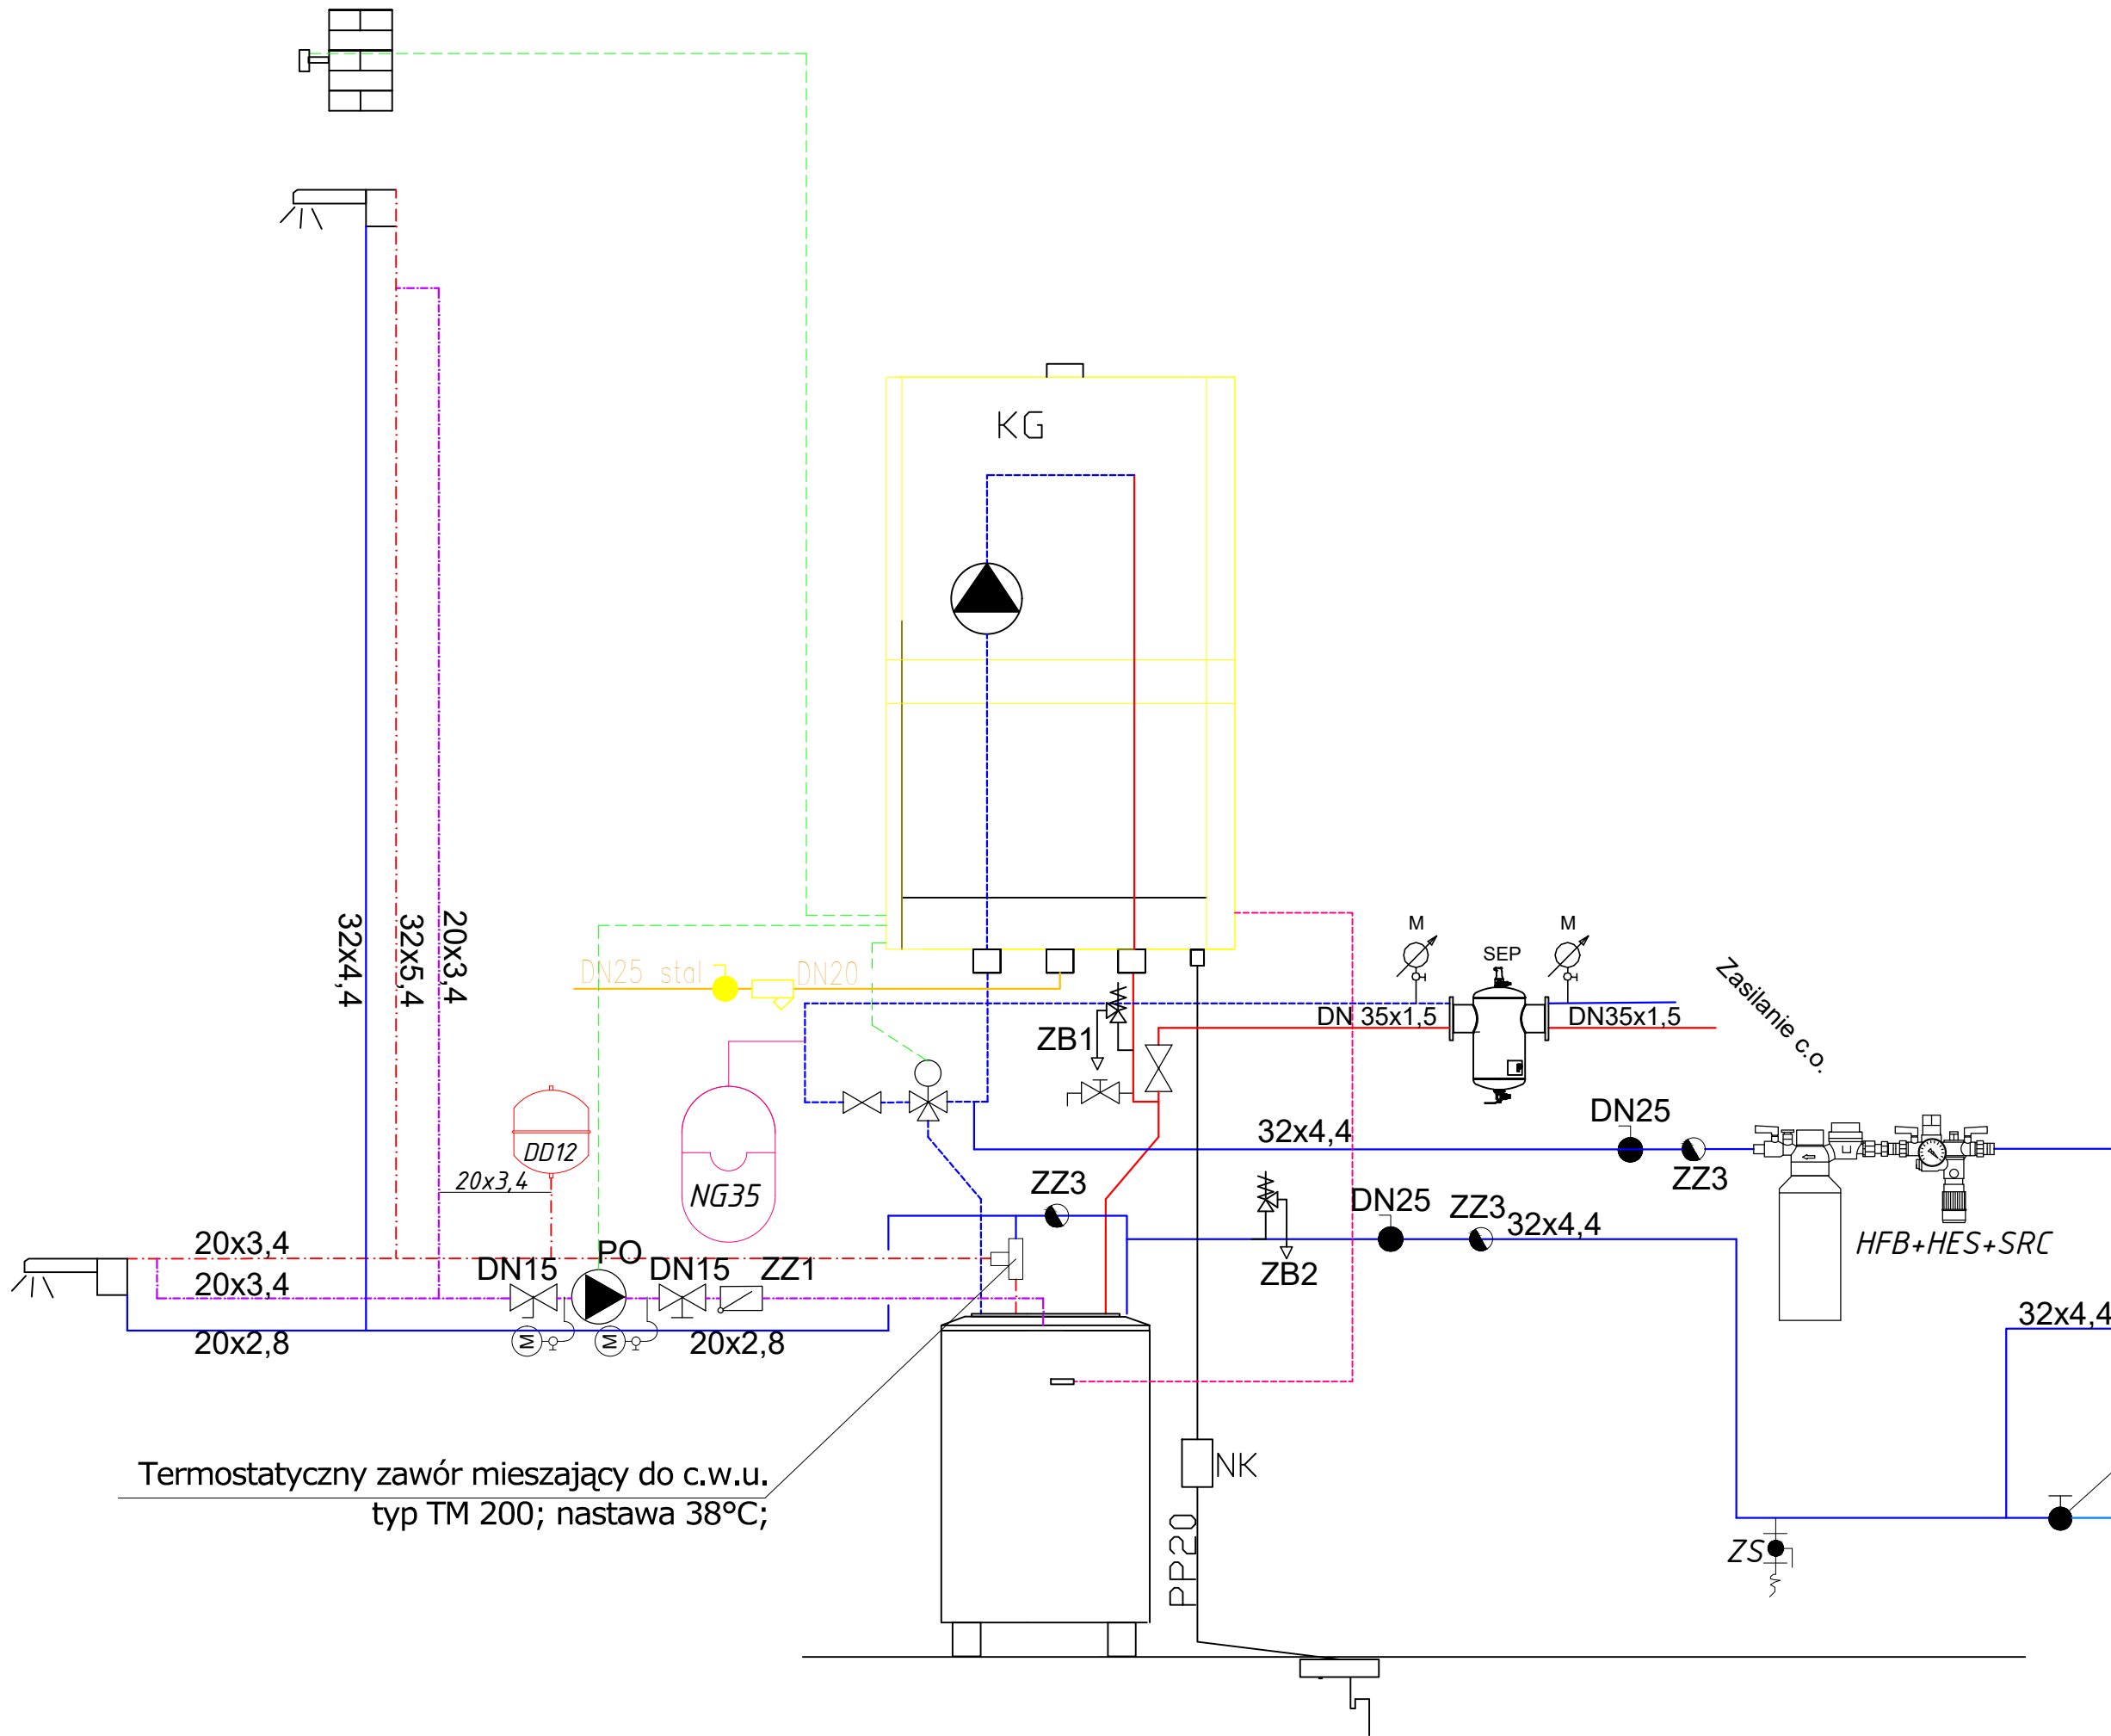 KG
32x4,4
32x5,4
20x3,4
DN25 stal
DN20
M
SEP
M
DN 35x1,5
DN35x1,5
Zasilanie c.o.
ZB1
DN25
32x4,4
ZZ3
DD12
20x3,4
NG35
ZZ3
DN25
ZZ3
32x4,4
HFB+HES+SRC
ZB2
20x3,4
PO
DN15
DN15
ZZ1
20x3,4
M
M
20x2,8
20x2,8
32x4,4
Termostatyczny zawór mieszający do c.w.u.
typ TM 200; nastawa 38°C;
NK
PP20
ZS